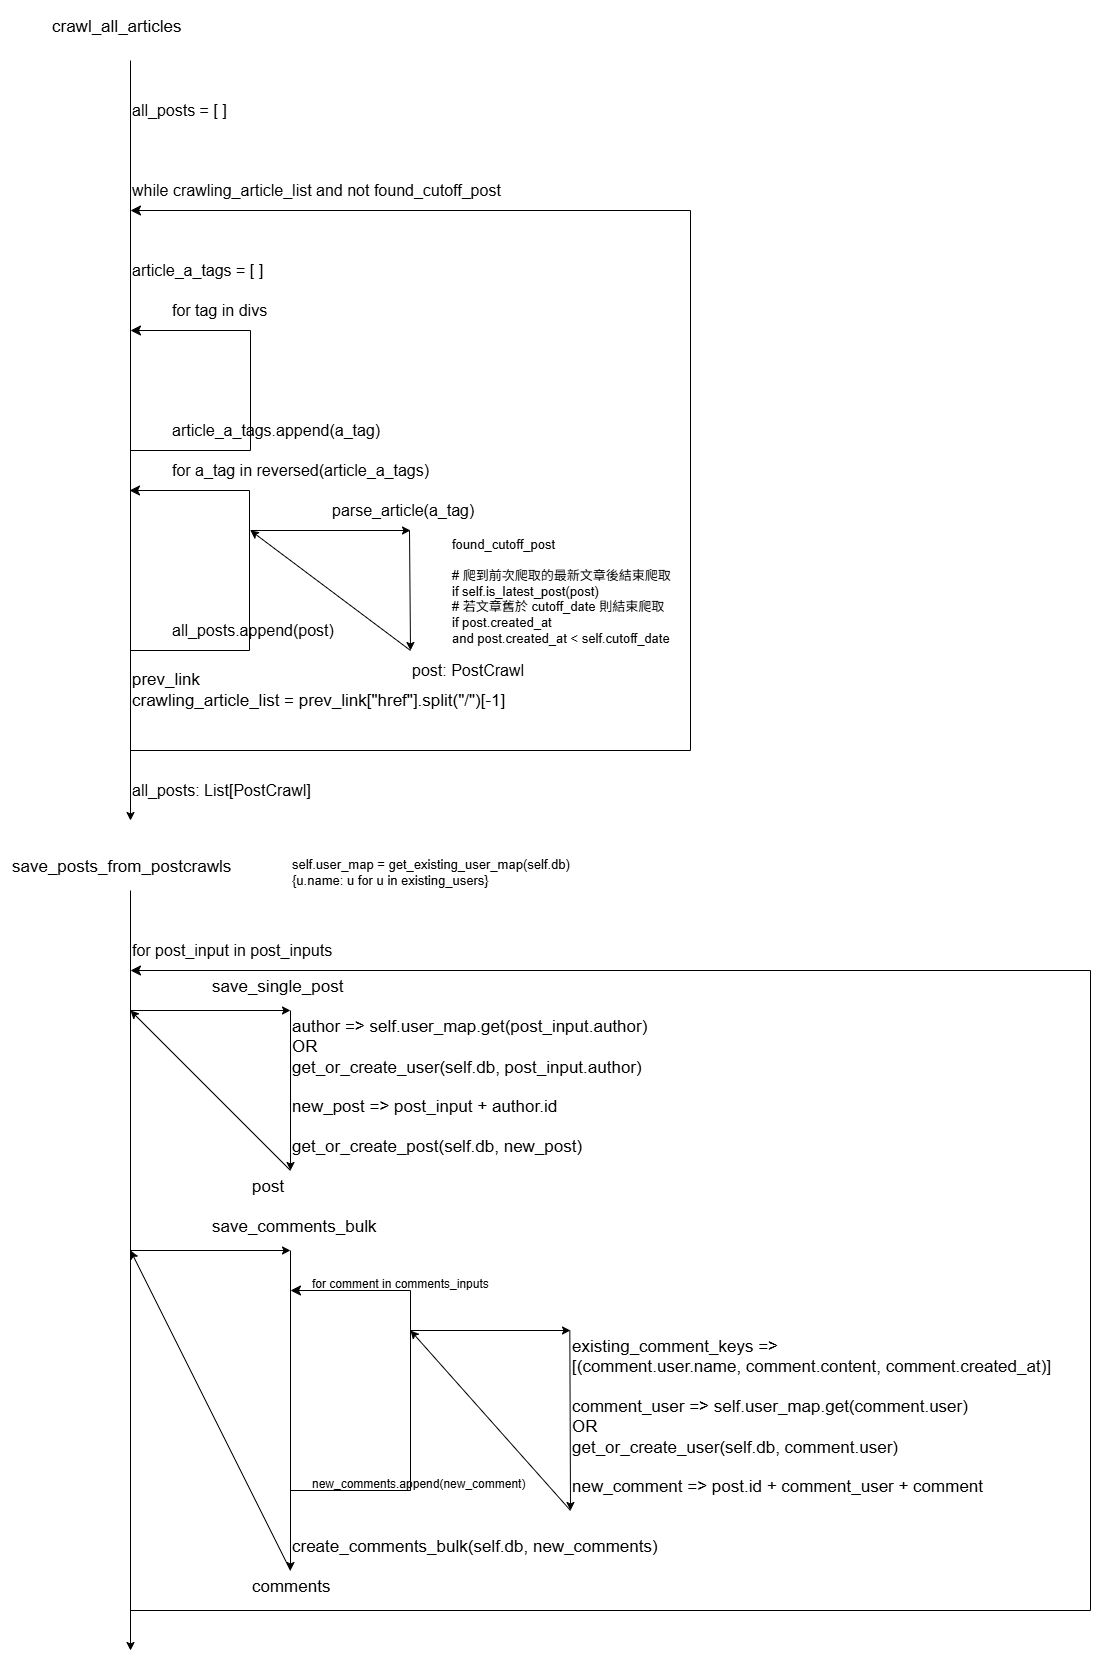 crawl_all_articles
all_posts = [ ]
while crawling_article_list and not found_cutoff_post
article_a_tags = [ ]
for tag in divs
article_a_tags.append(a_tag)
for a_tag in reversed(article_a_tags)
parse_article(a_tag)
found_cutoff_post
# 爬到前次爬取的最新文章後結束爬取
if self.is_latest_post(post)
# 若文章舊於 cutoff_date 則結束爬取
if post.created_at
and post.created_at < self.cutoff_date
all_posts.append(post)
post: PostCrawl
prev_link
crawling_article_list = prev_link["href"].split("/")[-1]
all_posts: List[PostCrawl]
save_posts_from_postcrawls
self.user_map = get_existing_user_map(self.db)
{u.name: u for u in existing_users}
for post_input in post_inputs
save_single_post
author => self.user_map.get(post_input.author)
OR
get_or_create_user(self.db, post_input.author)
new_post => post_input + author.id
get_or_create_post(self.db, new_post)
post
save_comments_bulk
for comment in comments_inputs
existing_comment_keys =>
[(comment.user.name, comment.content, comment.created_at)]
comment_user => self.user_map.get(comment.user)
OR
get_or_create_user(self.db, comment.user)
new_comments.append(new_comment)
new_comment => post.id + comment_user + comment
create_comments_bulk(self.db, new_comments)
comments